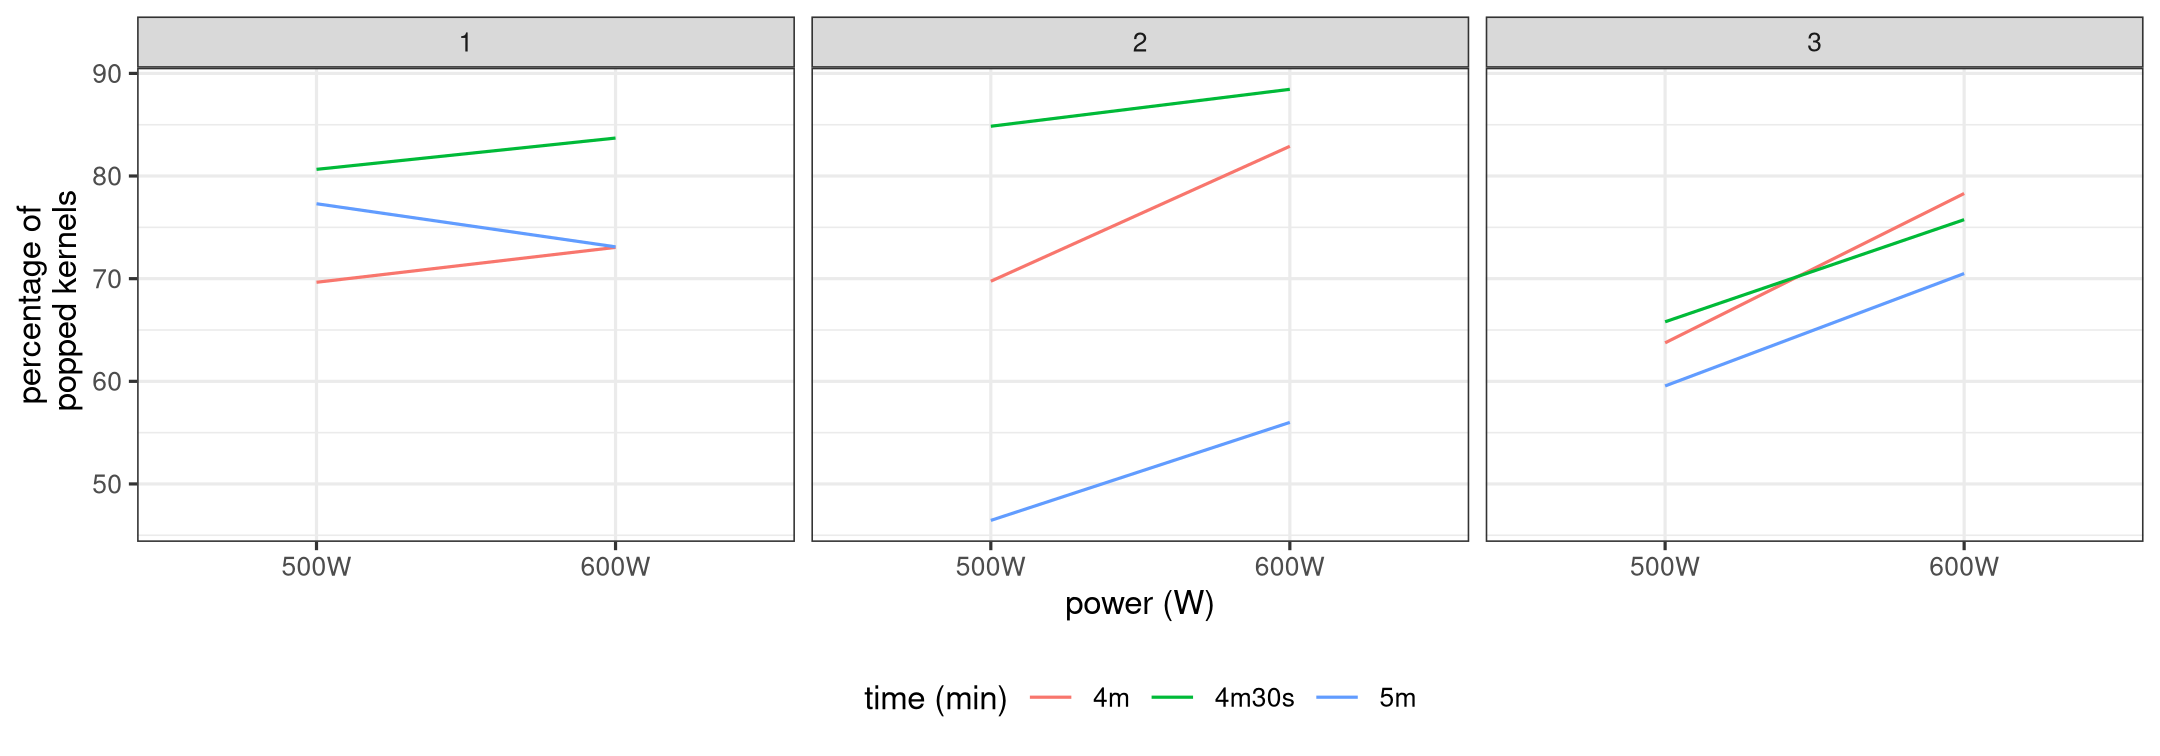 1
2
3
90
80
70
60
50
percentage of
popped kernels
500W
600W
500W
600W
500W
600W
power (W)
time (min) 4m 4m30s 5m